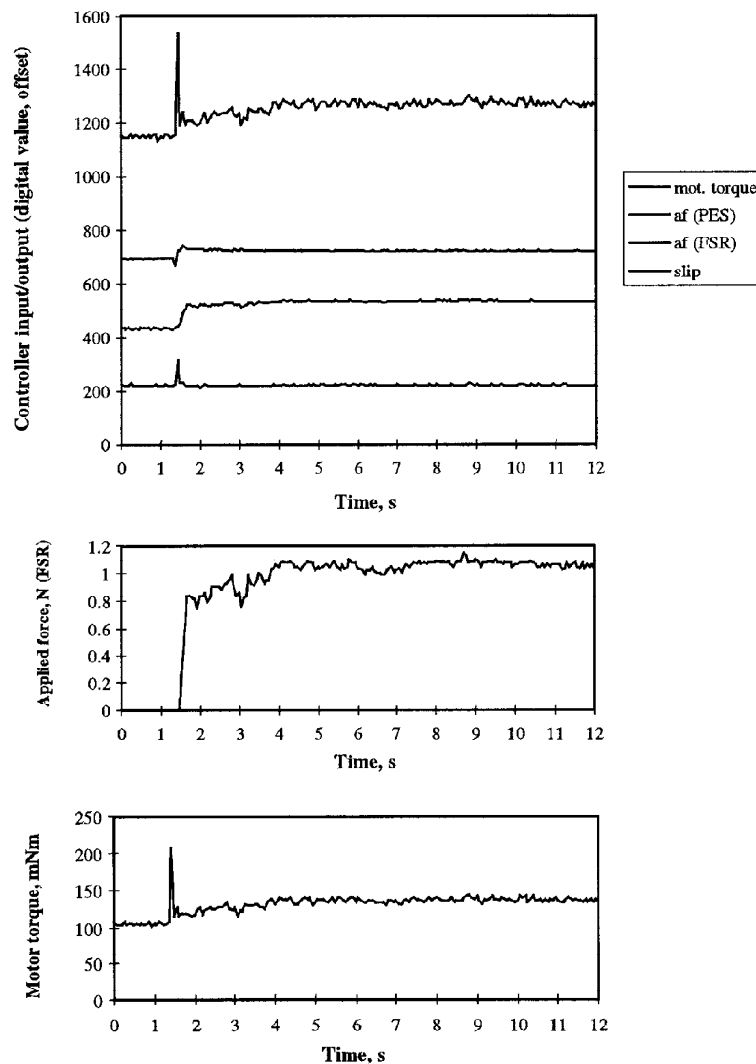 Controller input/output (digital value, offset)
1600
1400
1200
1000
800
600
400
200
0
0 1 2 3 4 5 6 7 8 9 10 11 12
Time, s
mot. torque
af (PES)
af (FSR)
slip
Applied force, N (FSR)
1.2
1
0.8
0.6
0.4
0.2
0
0 1 2 3 4 5 6 7 8 9 10 11 12
Time, s
Motor torque, mNm
250
200
150
100
50
0
0 1 2 3 4 5 6 7 8 9 10 11 12
Time, s